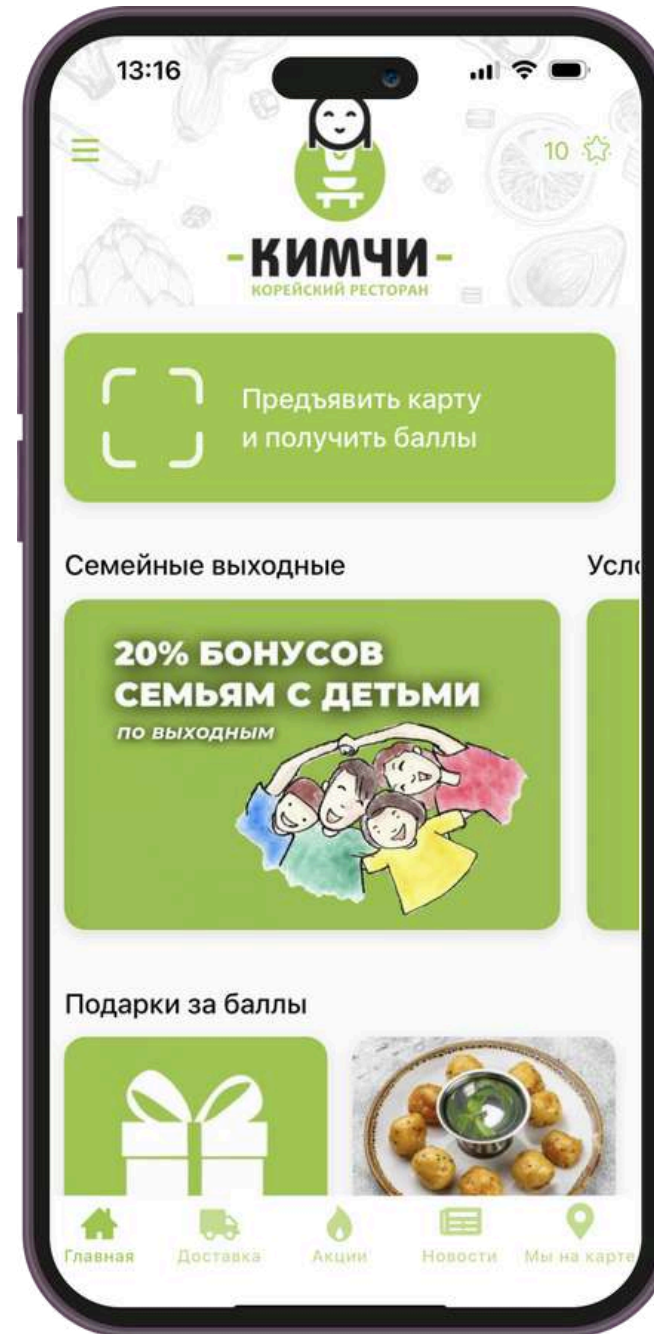 13:16
10
-КИМЧИ-
КОРЕЙСКИЙ РЕСТОРАН
Предъявить карту
и получить баллы
Семейные выходные
Усло
20% БОНУСОВ
СЕМЬЯМ С ДЕТЬМИ
по выходным
Подарки за баллы
Главная
Доставка
Акции
Новости
Мы на карте